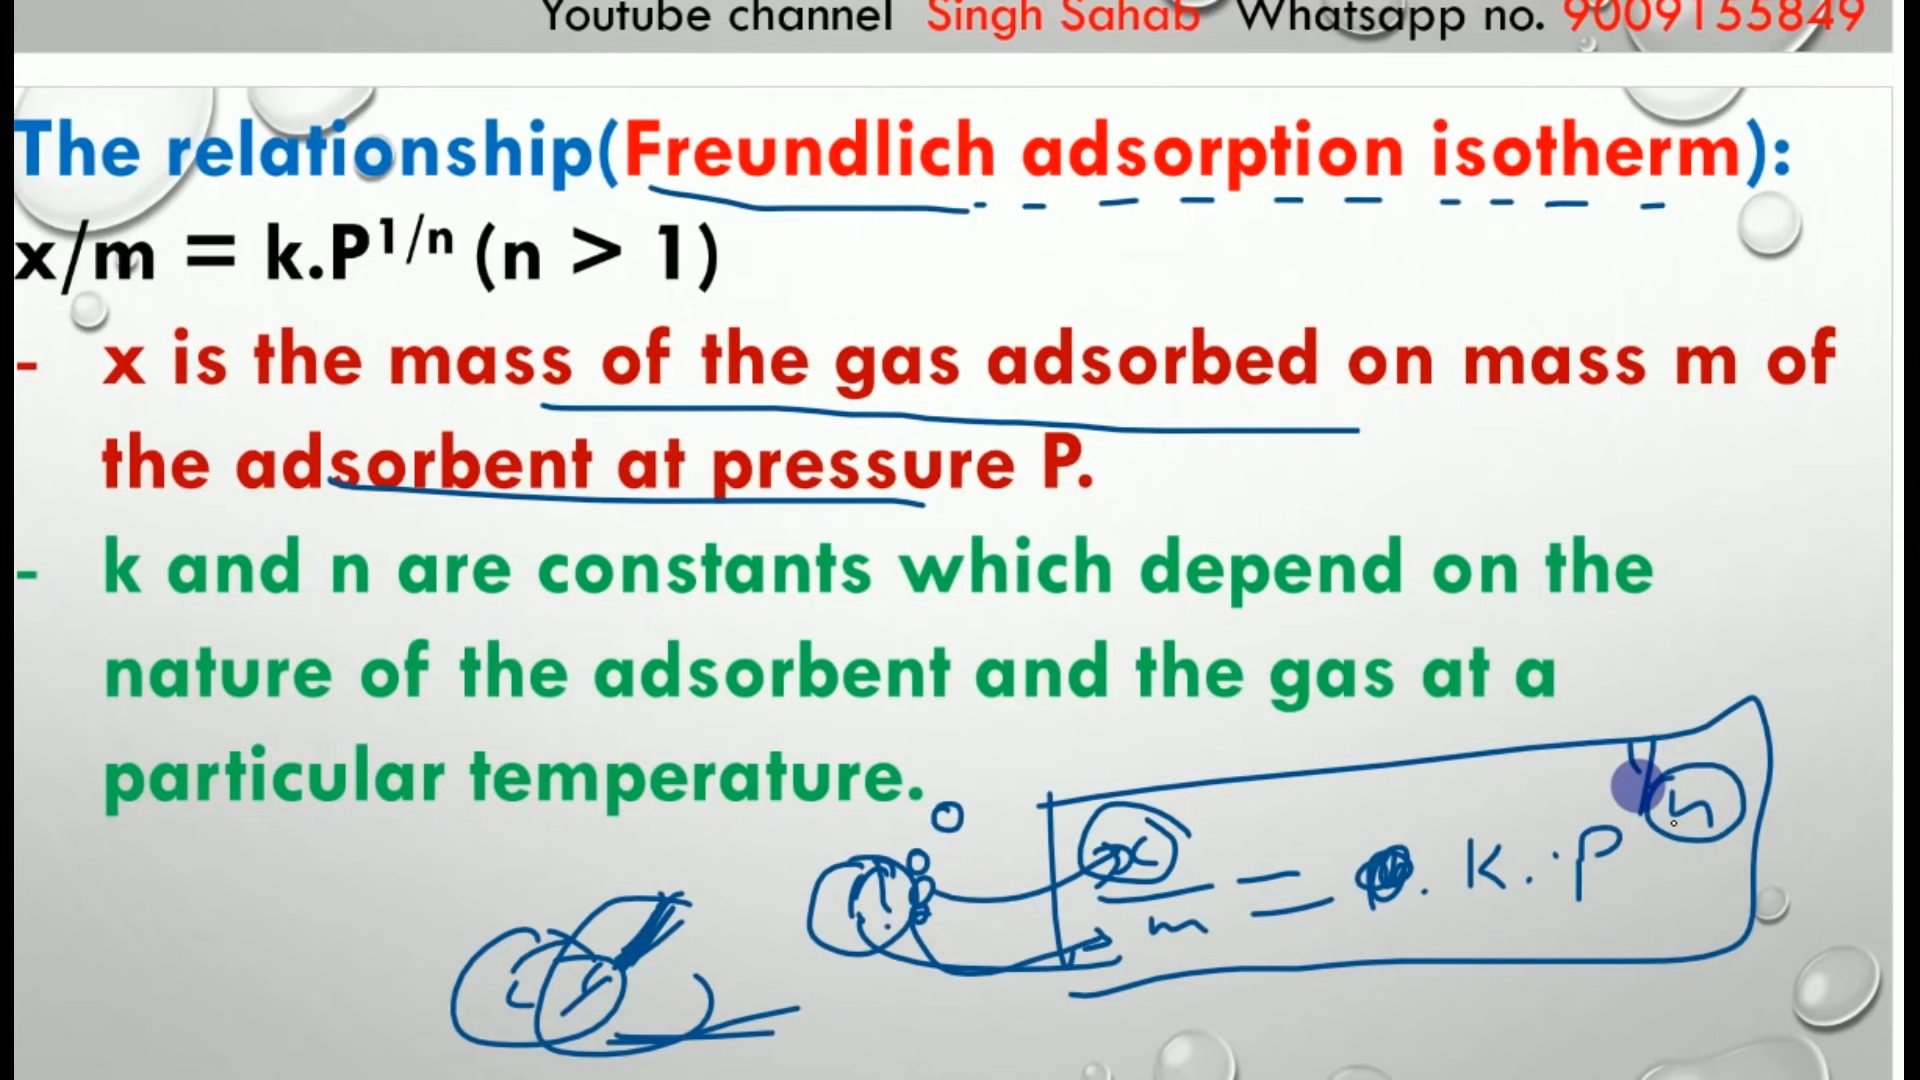 Youtube channel Singh Sahab Whatsapp no. 9009155849
The relationship(Freundlich adsorption isotherm):
x/m = k.P^1/n (n > 1)
- x is the mass of the gas adsorbed on mass m of
the adsorbent at pressure P.
- k and n are constants which depend on the
nature of the adsorbent and the gas at a
particular temperature.
x/m = . K . P^1/n